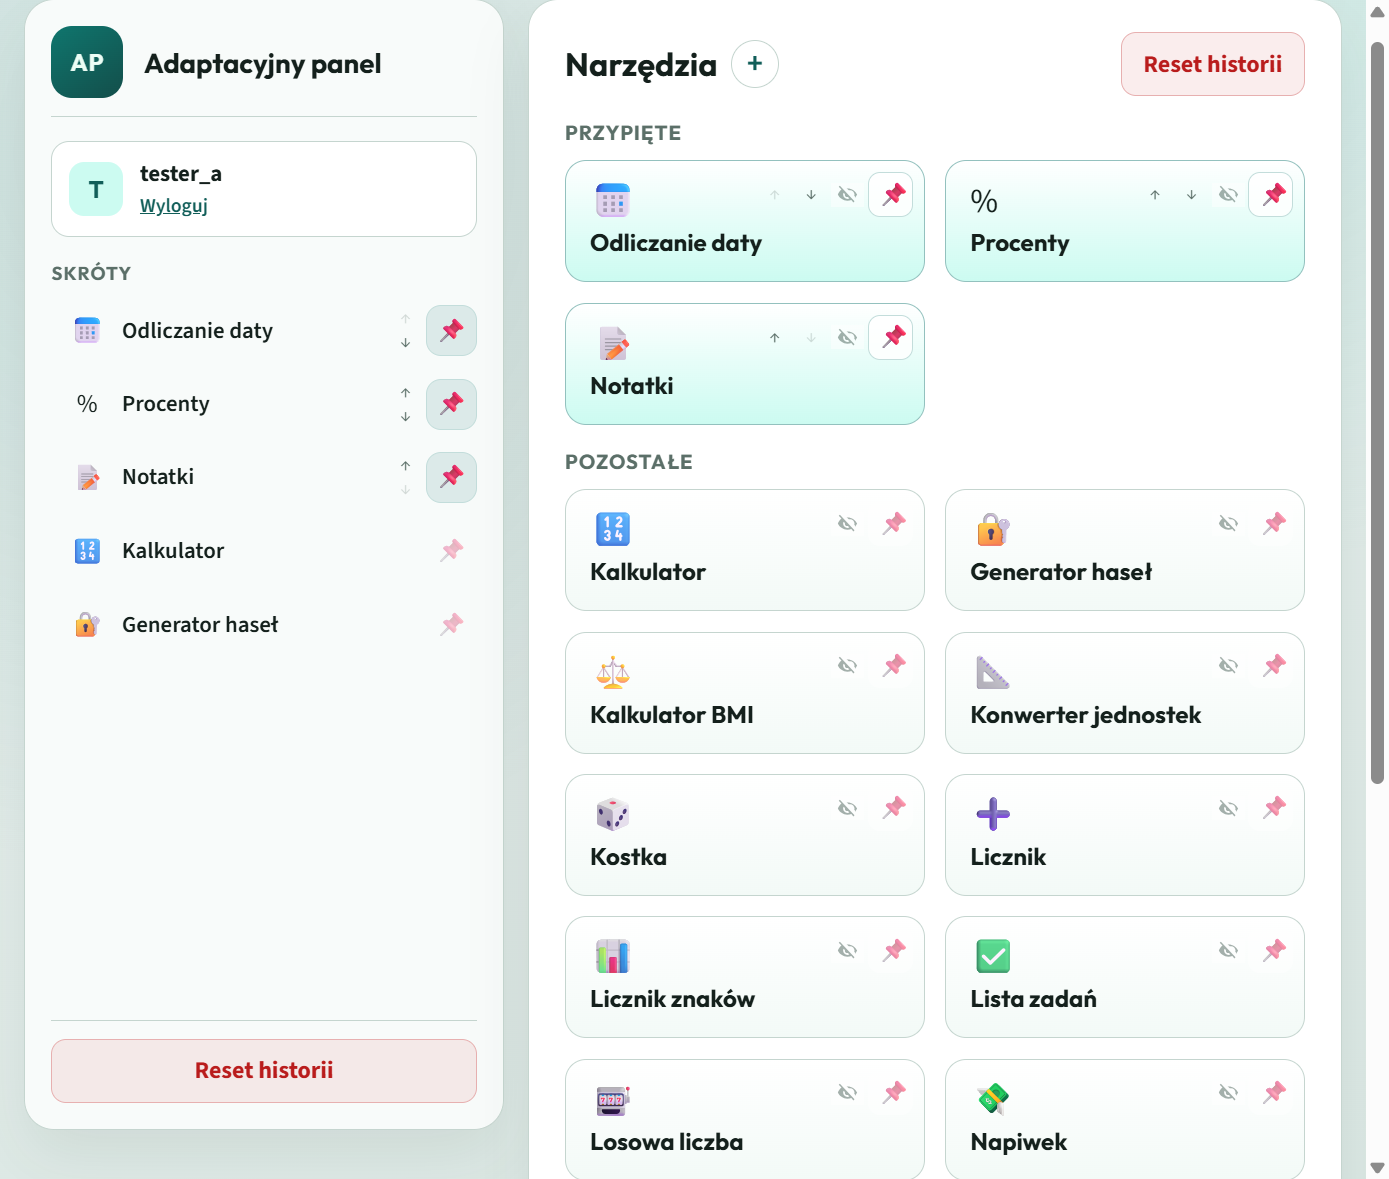 AP
Adaptacyjny panel
T
tester_a
Wyloguj
SKRÓTY
Odliczanie daty
% Procenty
Notatki
Kalkulator
Generator haseł
Reset historii
Narzędzia +
Reset historii
PRZYPIĘTE
Odliczanie daty
%
Procenty
Notatki
POZOSTAŁE
Kalkulator
Generator haseł
Kalkulator BMI
Konwerter jednostek
Kostka
Licznik
Licznik znaków
Lista zadań
Losowa liczba
Napiwek